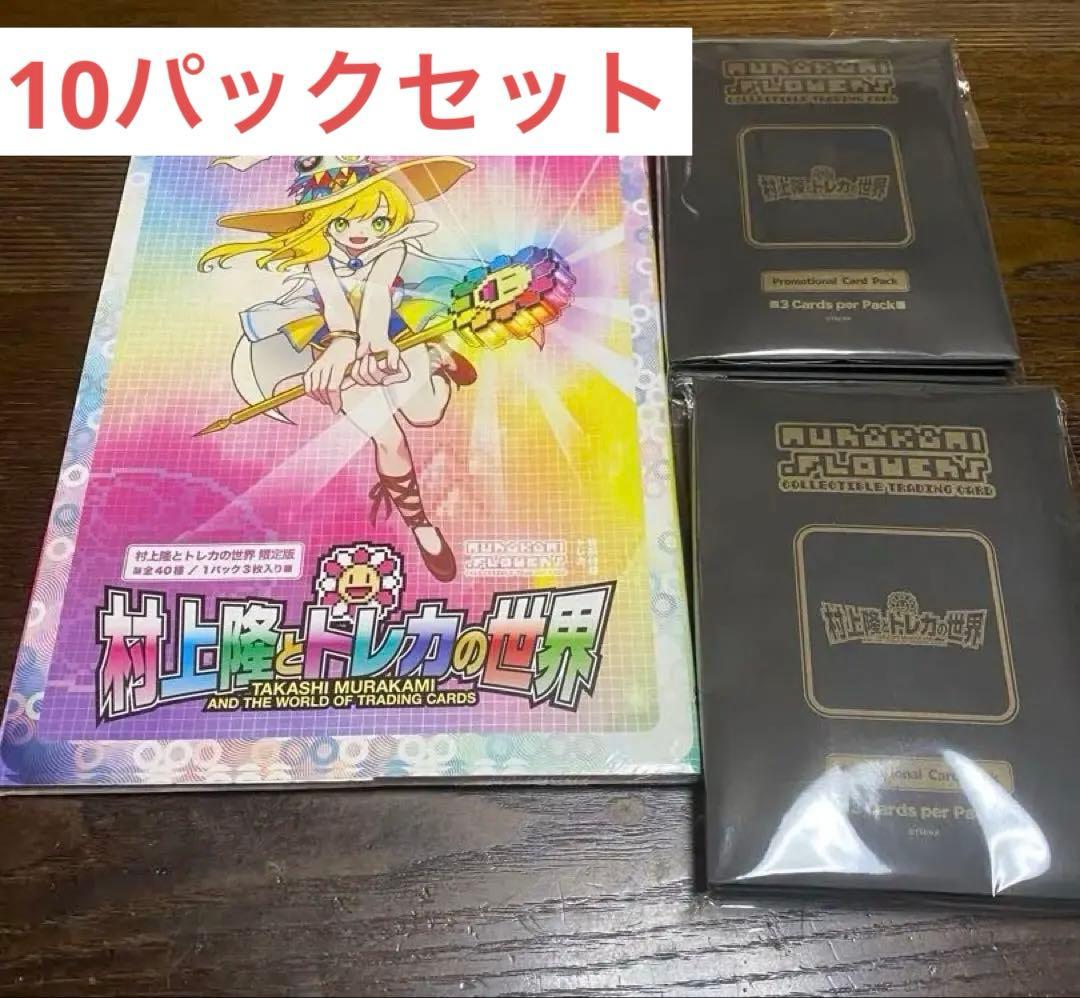 10パックセット
村上隆とトレカの世界 限定版
■全40種 / 1パック3枚入り■
MURAKAMI
FLOWERS
村上隆とトレカの世界
TAKASHI MURAKAMI
AND THE WORLD OF TRADING CARDS
MURAKAMI
FLOWERS
COLLECTIBLE TRADING CARD
村上隆とトレカの世界
Promotional Card Pack
■3 Cards per Pack■
MURAKAMI
FLOWERS
COLLECTIBLE TRADING CARD
村上隆とトレカの世界
Card
Cards per